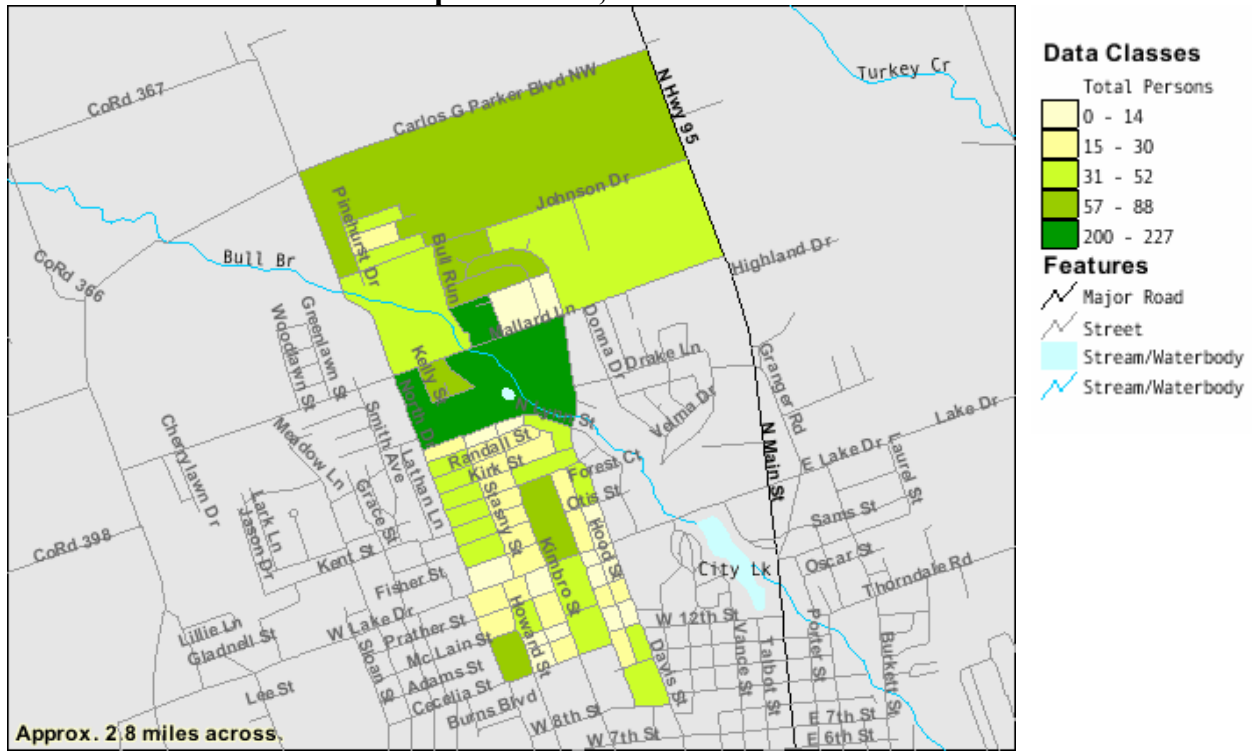 CoRd 367
Carlos G Parker Blvd NW
N Hwy 95
Turkey Cr
Johnson Dr
Pinehurst Dr
Bull Run
Bull Br
CoRd 366
Highland Dr
Mallard Ln
Greenlawn St
Woodlawn St
Donna Dr
Drake Ln
Kelly St
North Dr
Granger Rd
Velma Dr
Smith Ave
Cherrylawn Dr
Meadow Ln
Lathan Ln
Randall St
Kirk St
Forest Ct
Otis St
Stasny St
Hood St
Kimbro St
N Main St
Lake Dr
E Lake Dr
Laurel St
Sams St
Oscar St
Thorndale Rd
City Lk
Grace St
Lark Ln
Jason Dr
CoRd 398
Kent St
Fisher St
W Lake Dr
Prather St
Mc Lain St
Adams St
Cecelia St
Burns Blvd
Howard St
Lillie Ln
Gladnell St
Sloan St
Lee St
W 12th St
Vance St
Talbot St
Porter St
Burkett St
Davis St
W 8th St
W 7th St
E 7th St
E 6th St
Approx. 2.8 miles across.
Data Classes
Total Persons
0 - 14
15 - 30
31 - 52
57 - 88
200 - 227
Features
Major Road
Street
Stream/Waterbody
Stream/Waterbody